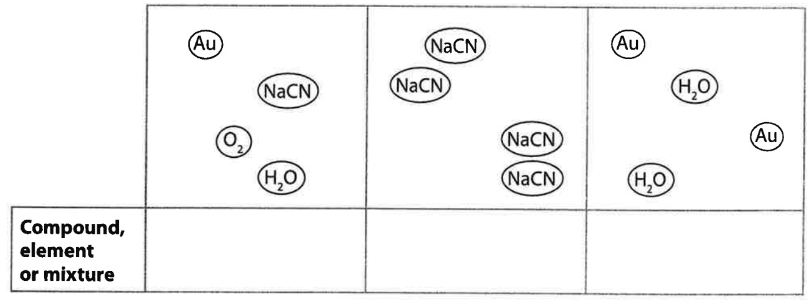 Au NaCN Au
NaCN
NaCN H₂O
O₂ NaCN Au
H₂O NaCN H₂O
Compound,
element
or mixture